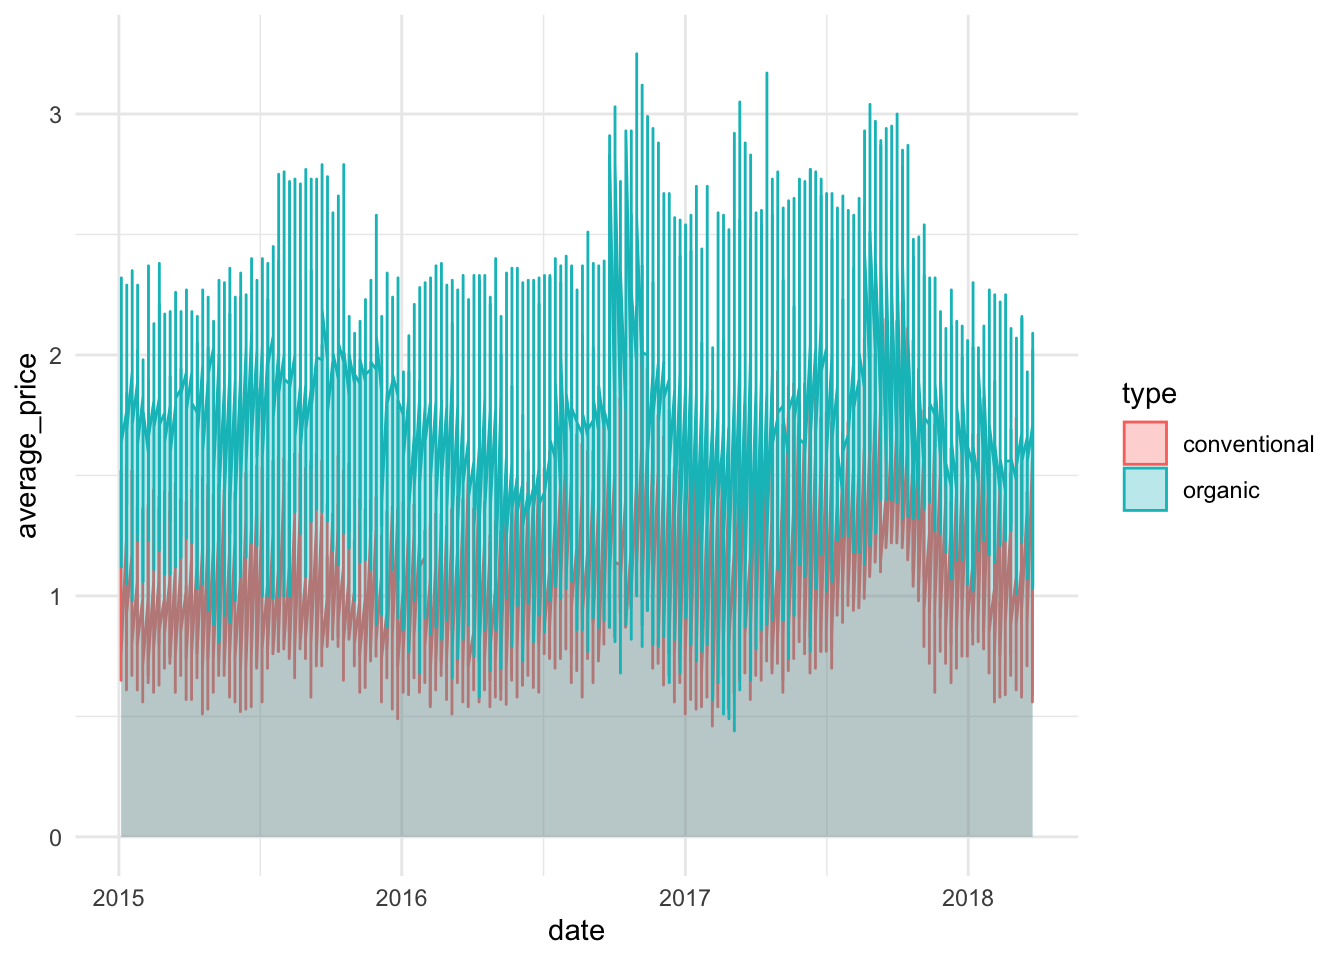 3
2
1
0
average_price
2015
2016
2017
2018
date
type
conventional
organic